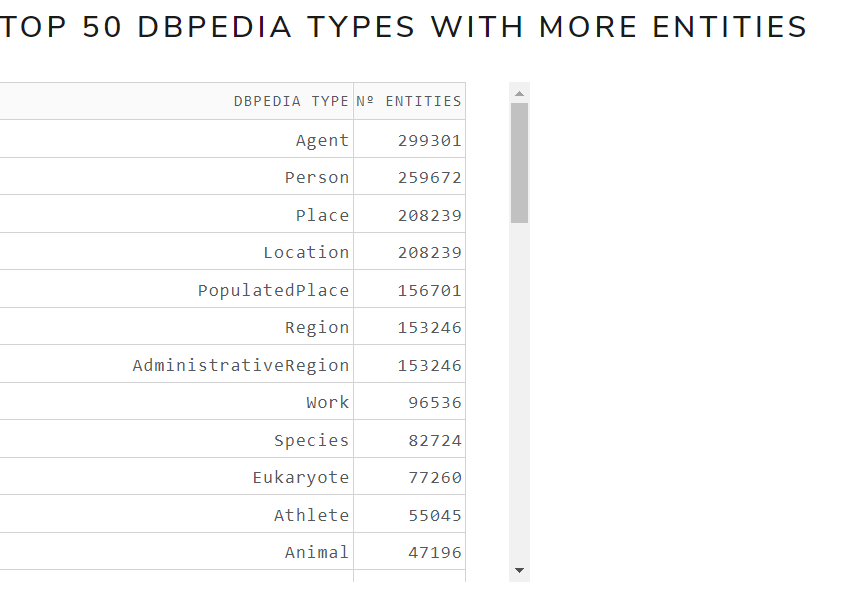 TOP 50 DBPEDIA TYPES WITH MORE ENTITIES
DBPEDIA TYPE Nº ENTITIES
Agent 299301
Person 259672
Place 208239
Location 208239
PopulatedPlace 156701
Region 153246
AdministrativeRegion 153246
Work 96536
Species 82724
Eukaryote 77260
Athlete 55045
Animal 47196